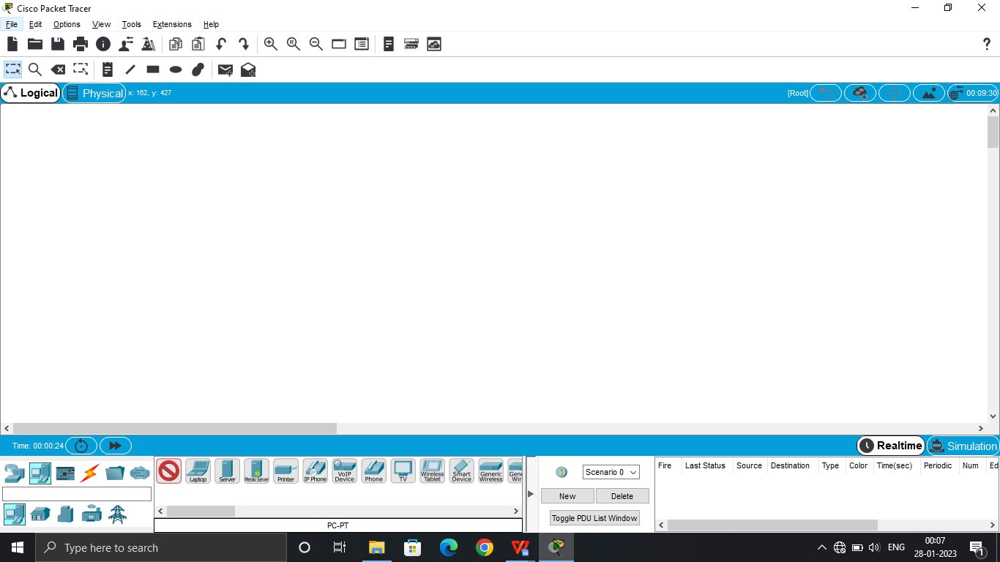 Cisco Packet Tracer
File Edit Options View Tools Extensions Help
Logical Physical x: 162, y: 427 [Root] 00:09:30
Time: 00:00:24 Realtime Simulation
Laptop Server Meraki Server Printer IP Phone VoIP Device Phone TV Wireless Tablet Smart Device Generic Wireless Gene Wir
PC-PT
Scenario 0
New Delete
Toggle PDU List Window
Fire Last Status Source Destination Type Color Time(sec) Periodic Num Edi
Type here to search
ENG
00:07
28-01-2023
1